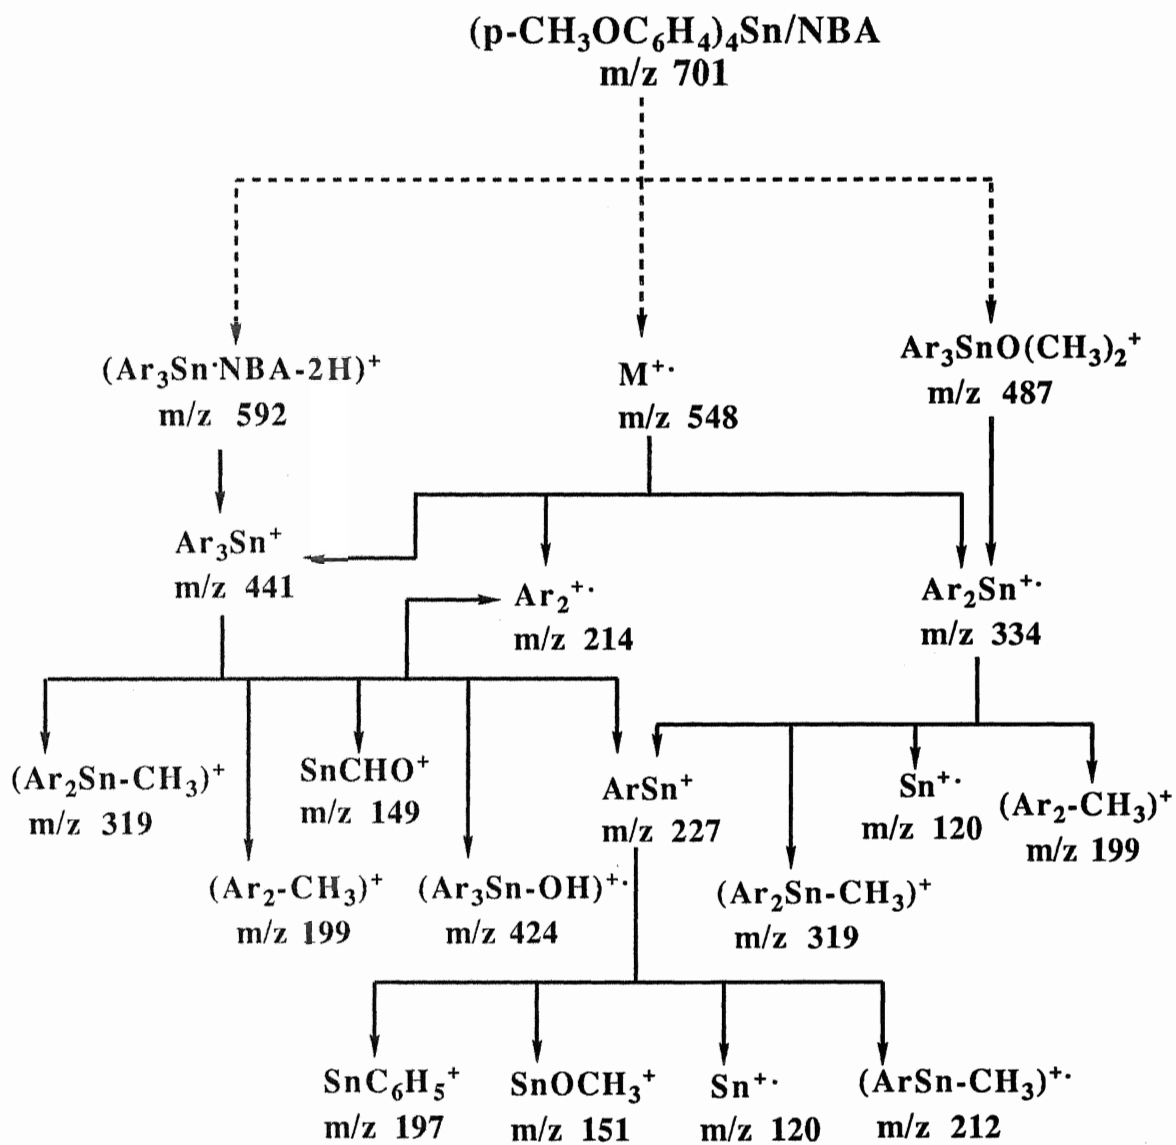 (p-CH₃OC₆H₄)₄Sn/NBA
m/z 701
(Ar₃Sn·NBA-2H)⁺
m/z 592
M⁺·
m/z 548
Ar₃SnO(CH₃)₂⁺
m/z 487
Ar₃Sn⁺
m/z 441
Ar₂⁺·
m/z 214
Ar₂Sn⁺·
m/z 334
(Ar₂Sn-CH₃)⁺
m/z 319
SnCHO⁺
m/z 149
ArSn⁺
m/z 227
Sn⁺·
m/z 120
(Ar₂-CH₃)⁺
m/z 199
(Ar₂-CH₃)⁺
m/z 199
(Ar₃Sn-OH)⁺·
m/z 424
(Ar₂Sn-CH₃)⁺
m/z 319
SnC₆H₅⁺
m/z 197
SnOCH₃⁺
m/z 151
Sn⁺·
m/z 120
(ArSn-CH₃)⁺·
m/z 212